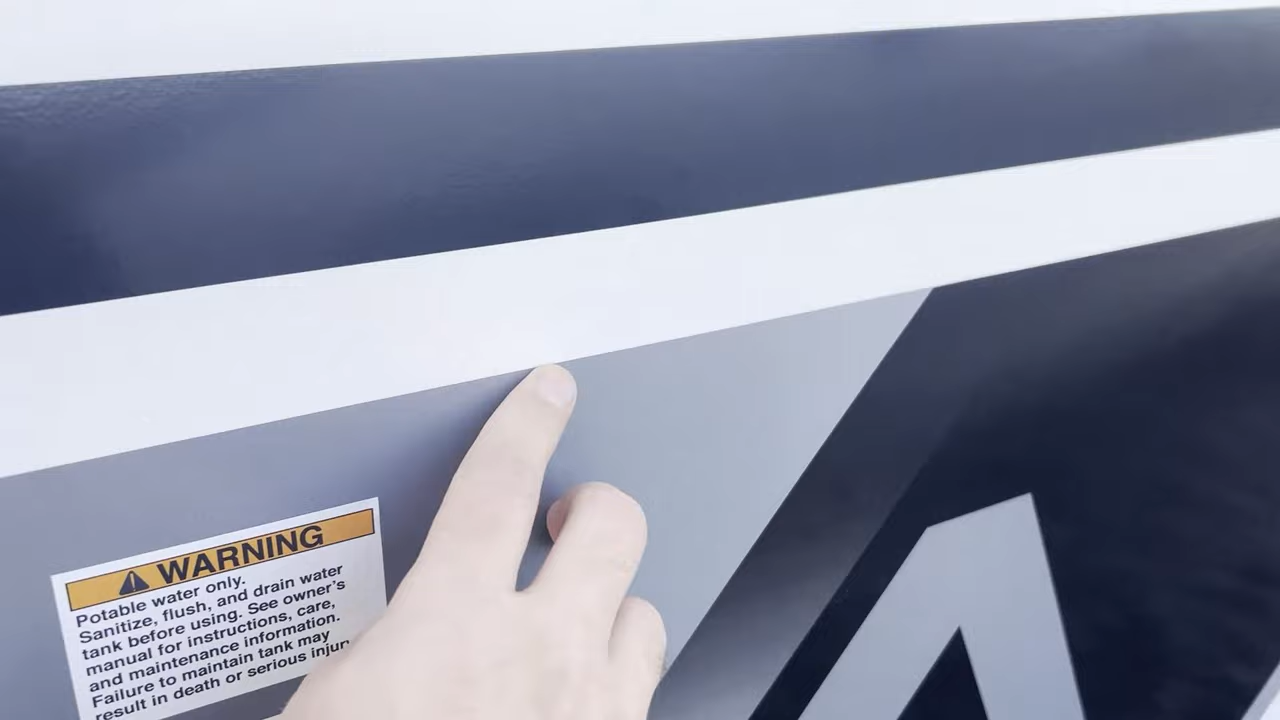 ⚠ WARNING
Potable water only.
Sanitize, flush, and drain water
tank before using. See owner's
manual for instructions, care,
and maintenance information.
Failure to maintain tank may
result in death or serious